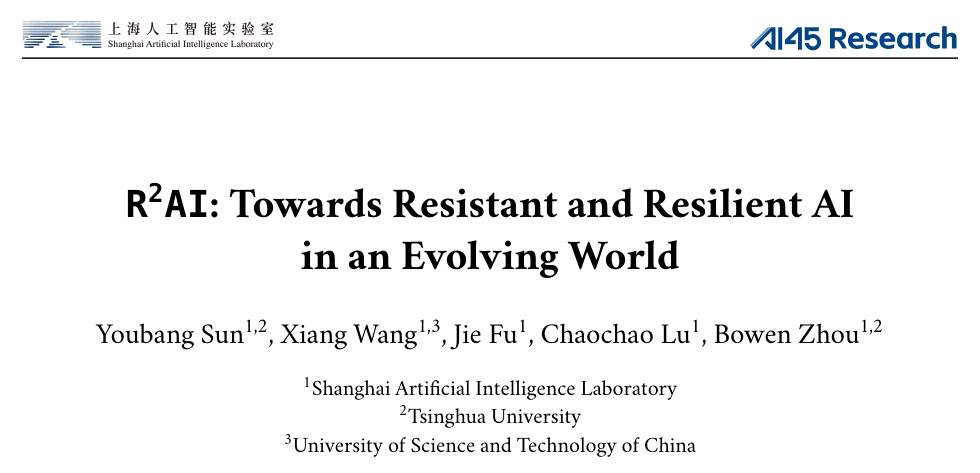 上海人工智能实验室
Shanghai Artificial Intelligence Laboratory
AI45 Research
R²AI: Towards Resistant and Resilient AI
in an Evolving World
Youbang Sun¹,², Xiang Wang¹,³, Jie Fu¹, Chaochao Lu¹, Bowen Zhou¹,²
¹Shanghai Artificial Intelligence Laboratory
²Tsinghua University
³University of Science and Technology of China